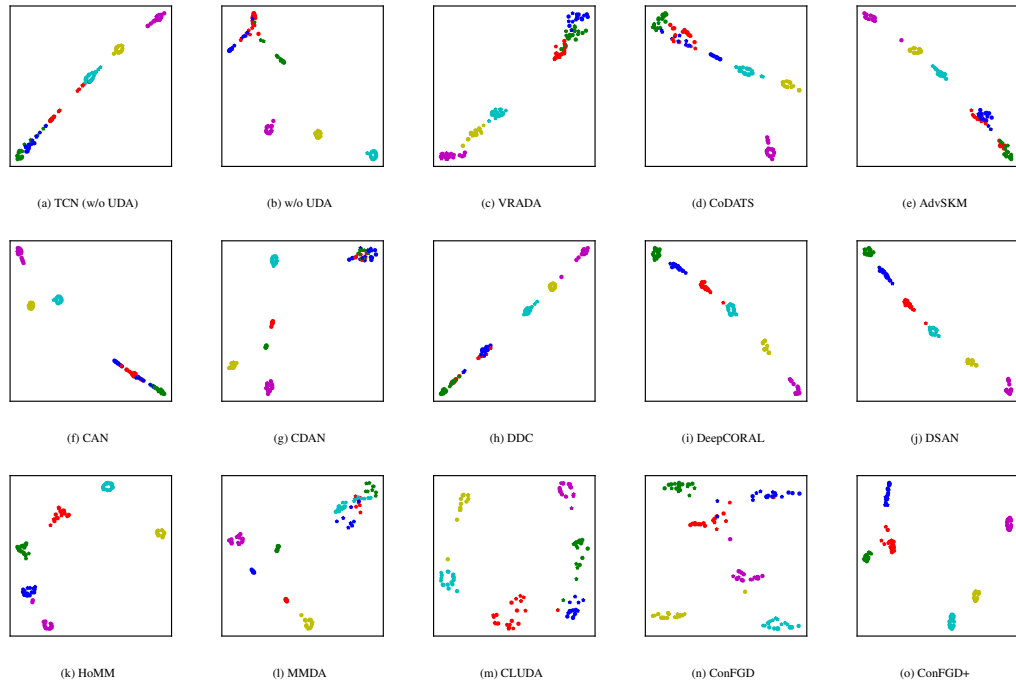 (a) TCN (w/o UDA)
(b) w/o UDA
(c) VRADA
(d) CoDATS
(e) AdvSKM
(f) CAN
(g) CDAN
(h) DDC
(i) DeepCORAL
(j) DSAN
(k) HoMM
(l) MMDA
(m) CLUDA
(n) ConFGD
(o) ConFGD+